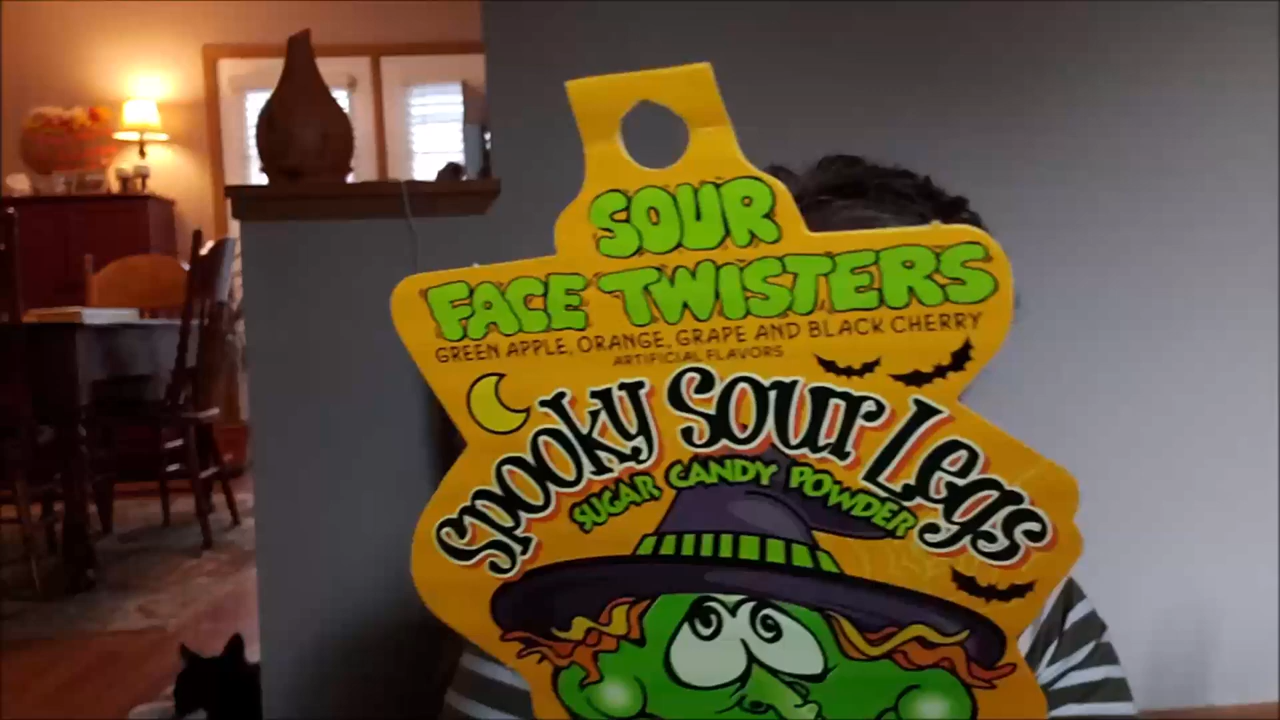 SOUR
FACE TWISTERS
GREEN APPLE, ORANGE, GRAPE AND BLACK CHERRY
ARTIFICIAL FLAVORS
Spooky Sour Legs
SUGAR CANDY POWDER